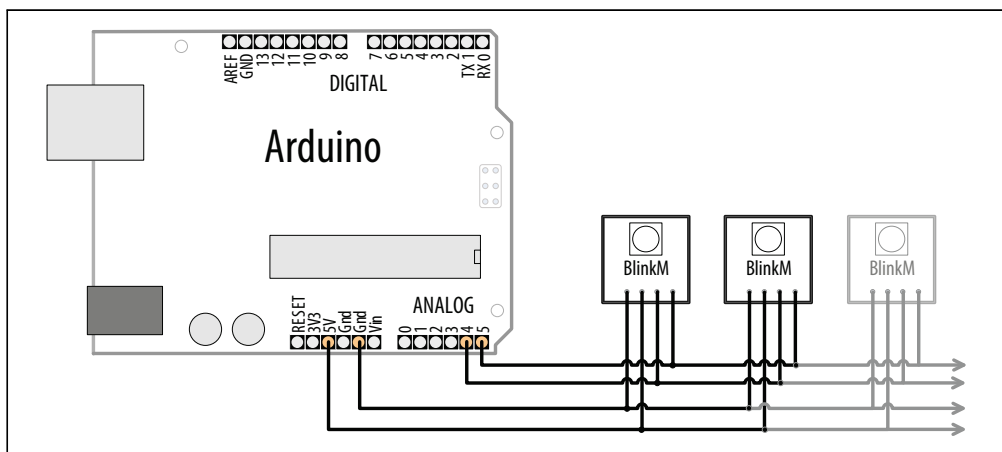 AREF
GND
13
12
11
10
9
8
7
6
5
4
3
2
TX 1
RX 0
DIGITAL
Arduino
BlinkM
BlinkM
BlinkM
ANALOG
RESET
3V3
5V
Gnd
Gnd
Vin
0
1
2
3
4
5